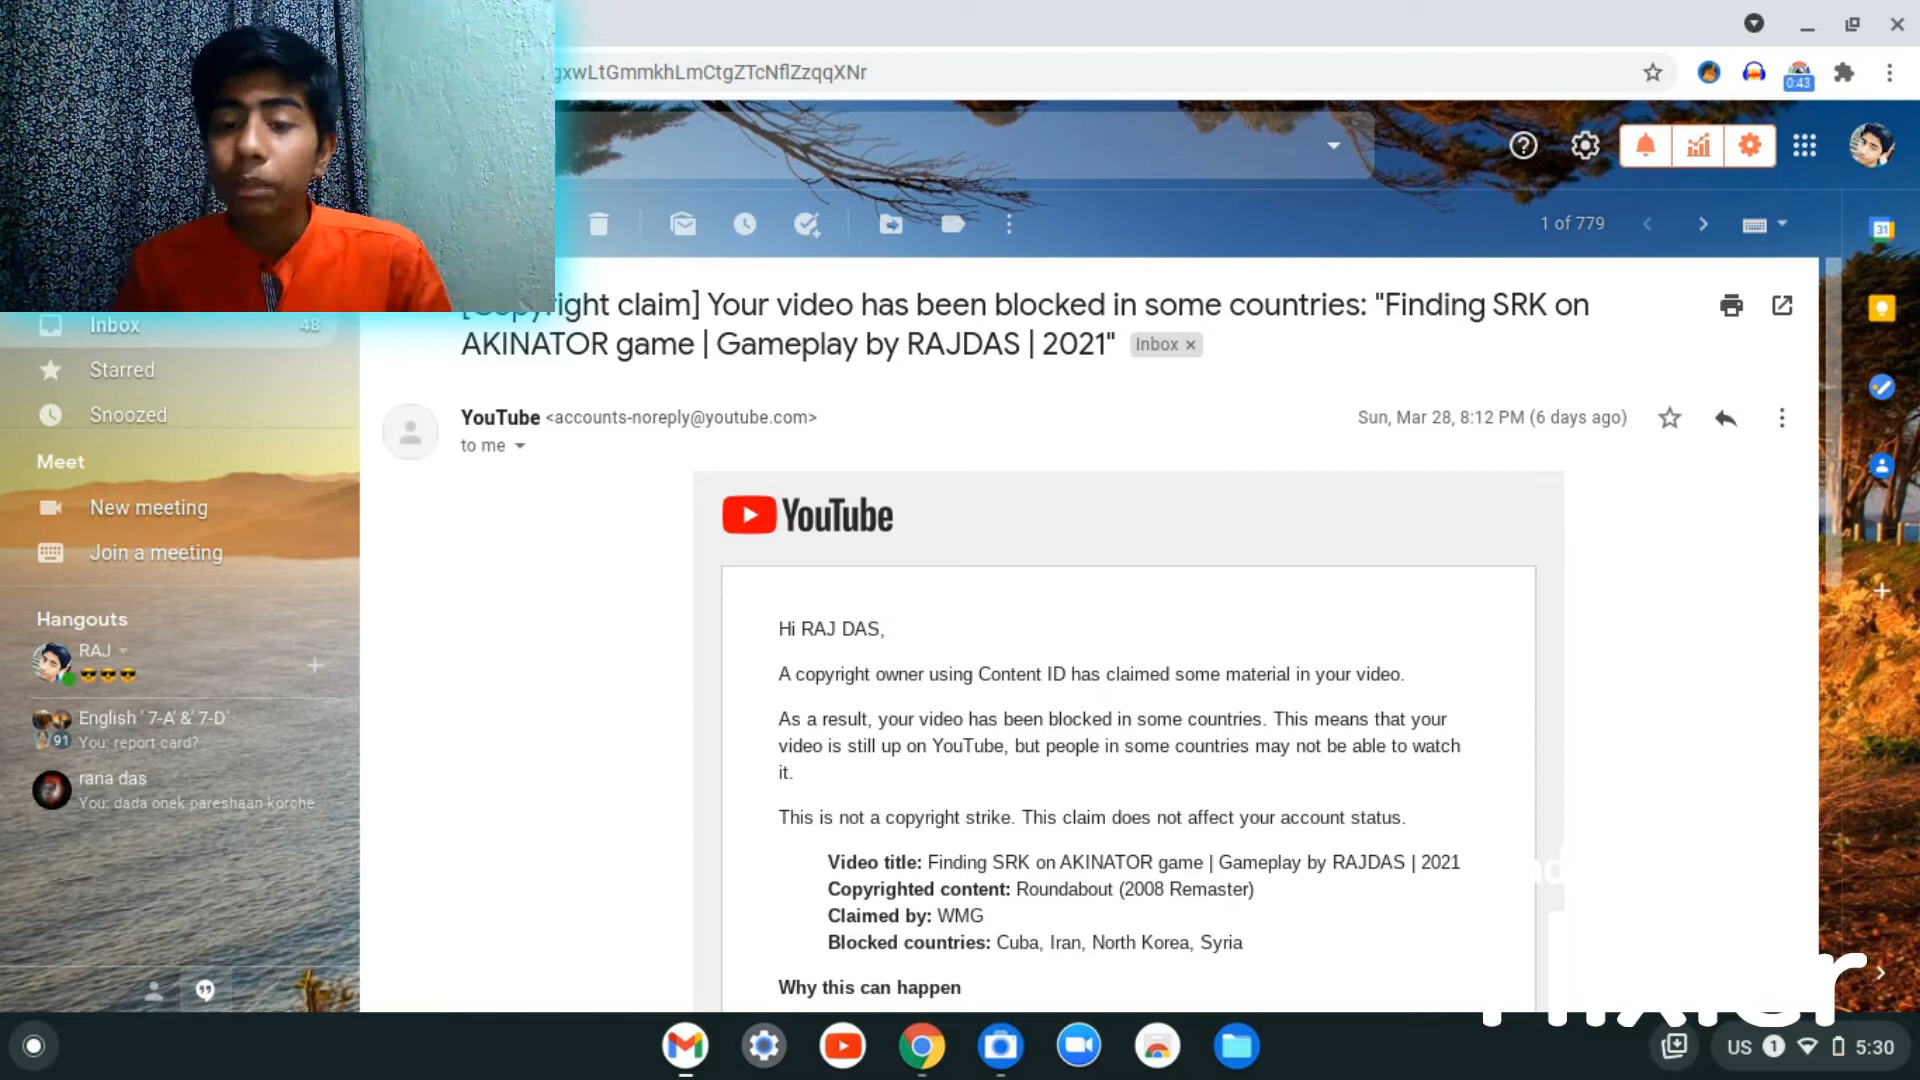 gxwLtGmmkhLmCtgZTcNflZzqqXNr
0:43
1 of 779
31
[Copyright claim] Your video has been blocked in some countries: "Finding SRK on
AKINATOR game | Gameplay by RAJDAS | 2021" Inbox ×
YouTube <accounts-noreply@youtube.com>
Sun, Mar 28, 8:12 PM (6 days ago)
to me
Inbox 48
Starred
Snoozed
Meet
New meeting
Join a meeting
Hangouts
RAJ
English ' 7-A' &' 7-D'
91 You: report card?
rana das
You: dada onek pareshaan korche
YouTube
Hi RAJ DAS,
A copyright owner using Content ID has claimed some material in your video.
As a result, your video has been blocked in some countries. This means that your
video is still up on YouTube, but people in some countries may not be able to watch
it.
This is not a copyright strike. This claim does not affect your account status.
Video title: Finding SRK on AKINATOR game | Gameplay by RAJDAS | 2021
Copyrighted content: Roundabout (2008 Remaster)
Claimed by: WMG
Blocked countries: Cuba, Iran, North Korea, Syria
Why this can happen
US 1 5:30